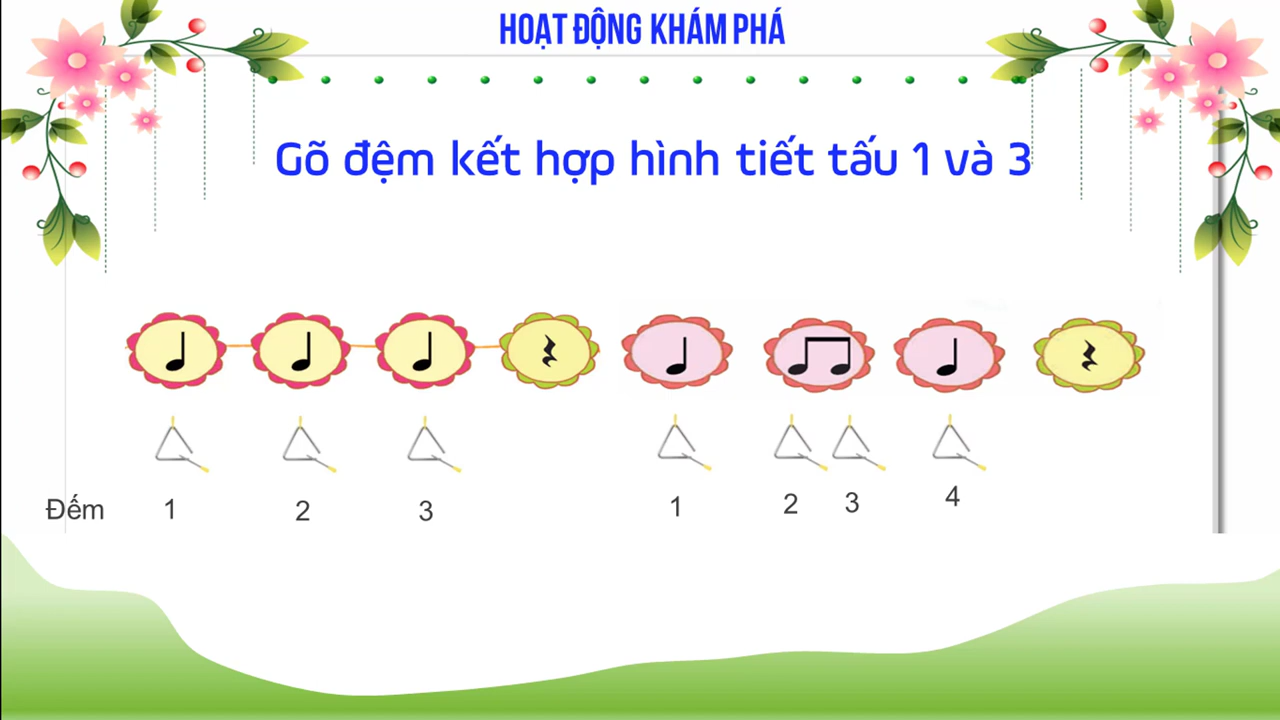 HOẠT ĐỘNG KHÁM PHÁ
Gõ đệm kết hợp hình tiết tấu 1 và 3
Đếm 1 2 3 1 2 3 4